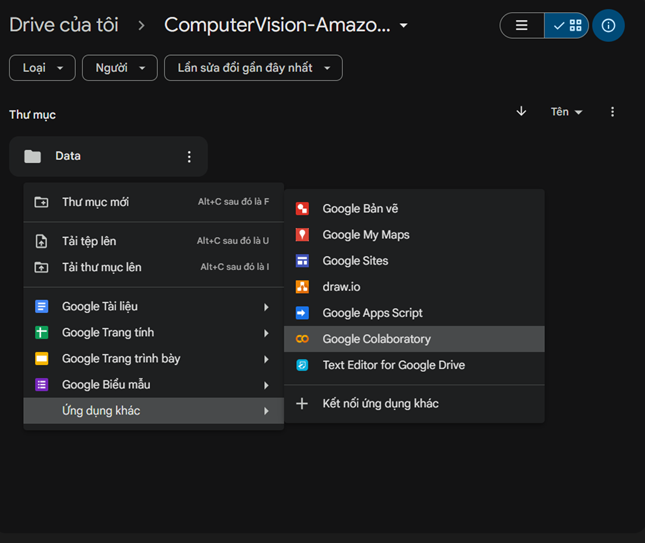 Drive của tôi > ComputerVision-Amazo...
Loại
Người
Lần sửa đổi gần đây nhất
Thư mục
Tên
Data
Thư mục mới Alt+C sau đó là F
Tải tệp lên Alt+C sau đó là U
Tải thư mục lên Alt+C sau đó là I
Google Tài liệu
Google Trang tính
Google Trang trình bày
Google Biểu mẫu
Ứng dụng khác
Google Bản vẽ
Google My Maps
Google Sites
draw.io
Google Apps Script
Google Colaboratory
Text Editor for Google Drive
Kết nối ứng dụng khác